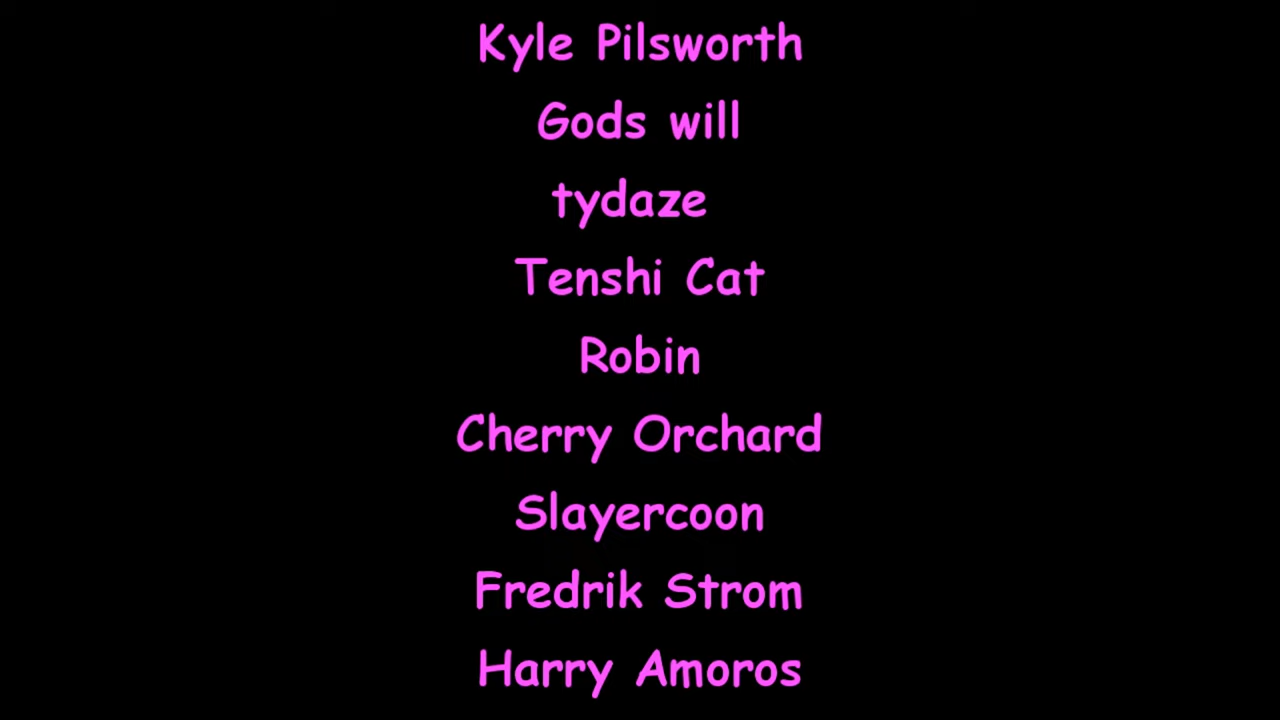 Kyle Pilsworth
Gods will
tydaze
Tenshi Cat
Robin
Cherry Orchard
Slayercoon
Fredrik Strom
Harry Amoros